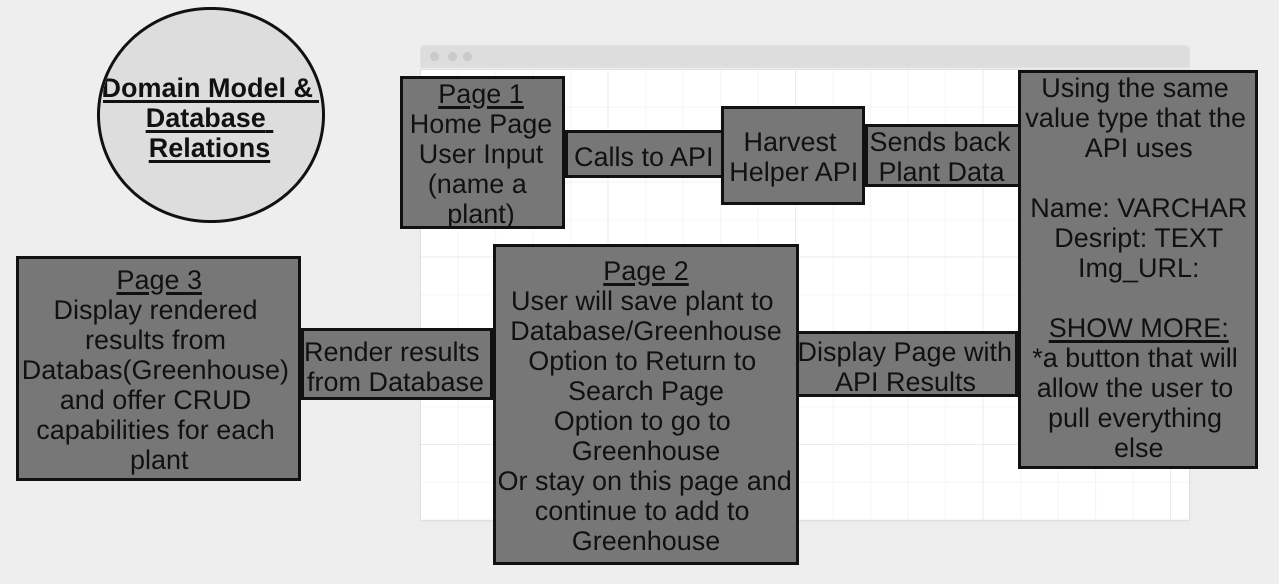 Domain Model &
Database
Relations
Page 1
Home Page
User Input
(name a
plant)
Calls to API
Harvest
Helper API
Sends back
Plant Data
Using the same
value type that the
API uses
Name: VARCHAR
Desript: TEXT
Img_URL:
SHOW MORE:
*a button that will
allow the user to
pull everything
else
Display Page with
API Results
Page 2
User will save plant to
Database/Greenhouse
Option to Return to
Search Page
Option to go to
Greenhouse
Or stay on this page and
continue to add to
Greenhouse
Render results
from Database
Page 3
Display rendered
results from
Databas(Greenhouse)
and offer CRUD
capabilities for each
plant